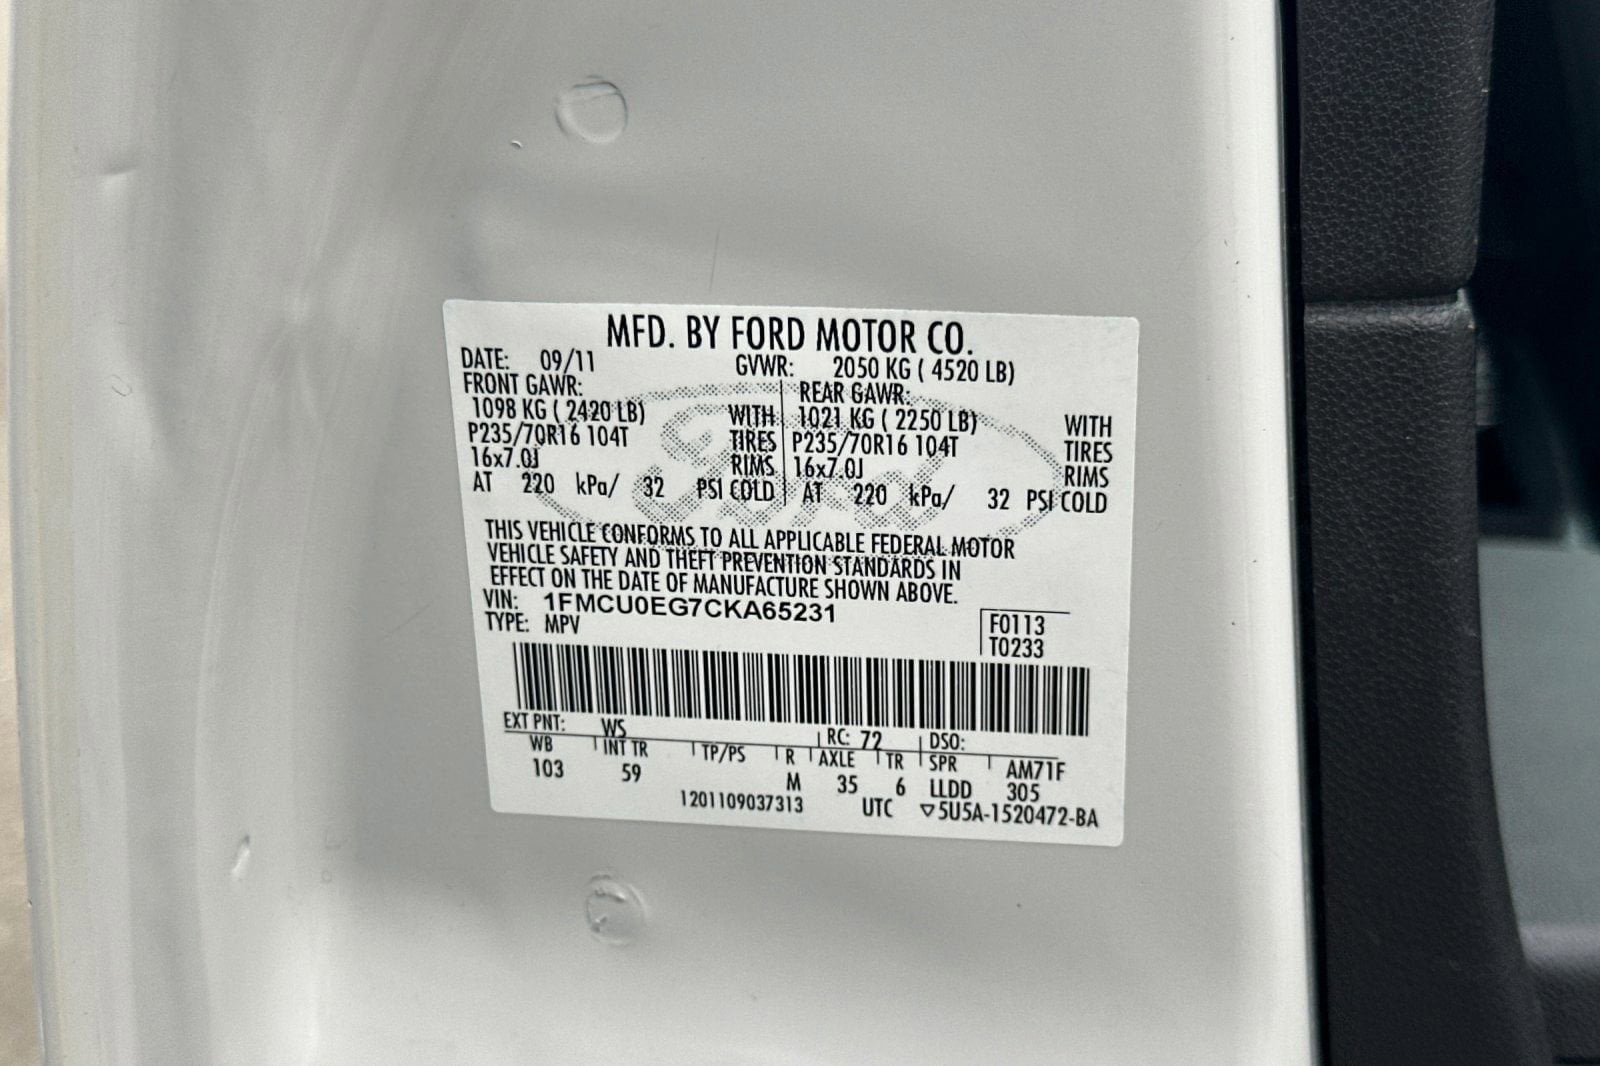 MFD. BY FORD MOTOR CO.
DATE: 09/11 GVWR: 2050 KG ( 4520 LB)
FRONT GAWR: REAR GAWR:
1098 KG ( 2420 LB) WITH 1021 KG ( 2250 LB) WITH
P235/70R16 104T TIRES P235/70R16 104T TIRES
16x7.0J RIMS 16x7.0J RIMS
AT 220 kPa/ 32 PSI COLD AT 220 kPa/ 32 PSI COLD
Ford
THIS VEHICLE CONFORMS TO ALL APPLICABLE FEDERAL MOTOR
VEHICLE SAFETY AND THEFT PREVENTION STANDARDS IN
EFFECT ON THE DATE OF MANUFACTURE SHOWN ABOVE.
VIN: 1FMCU0EG7CKA65231
TYPE: MPV
F0113
T0233
EXT PNT: WS RC: 72 DSO:
WB INT TR TP/PS R AXLE TR SPR AM71F
103 59 M 35 6 LLDD 305
1201109037313 UTC ▽5U5A-1520472-BA